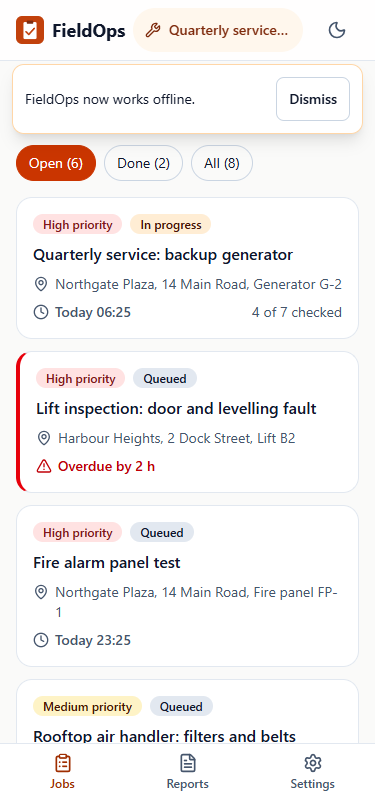 FieldOps
Quarterly service...
FieldOps now works offline.
Dismiss
Open (6)
Done (2)
All (8)
High priority
In progress
Quarterly service: backup generator
Northgate Plaza, 14 Main Road, Generator G-2
Today 06:25
4 of 7 checked
High priority
Queued
Lift inspection: door and levelling fault
Harbour Heights, 2 Dock Street, Lift B2
Overdue by 2 h
High priority
Queued
Fire alarm panel test
Northgate Plaza, 14 Main Road, Fire panel FP-
1
Today 23:25
Medium priority
Queued
Rooftop air handler: filters and belts
Jobs
Reports
Settings